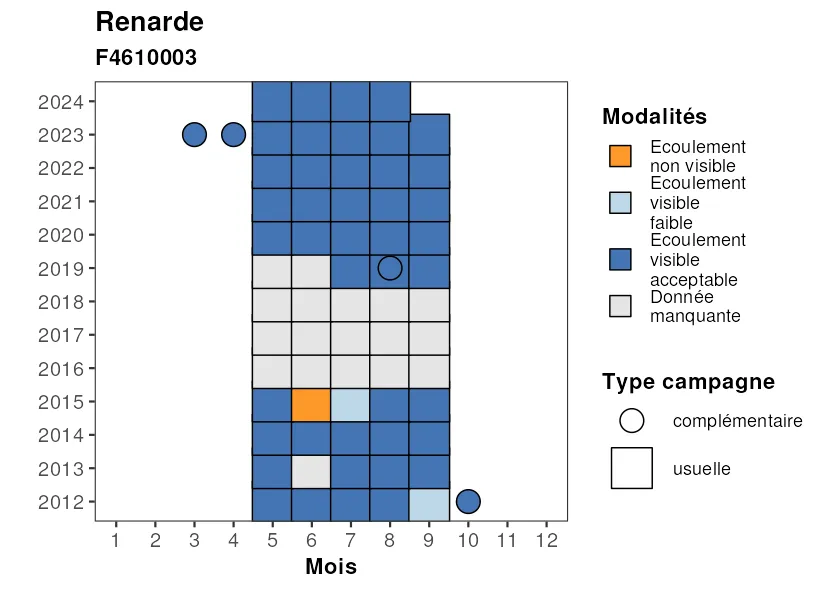 Renarde
F4610003
2024
2023
2022
2021
2020
2019
2018
2017
2016
2015
2014
2013
2012
1 2 3 4 5 6 7 8 9 10 11 12
Mois
Modalités
Ecoulement
non visible
Ecoulement
visible
faible
Ecoulement
visible
acceptable
Donnée
manquante
Type campagne
complémentaire
usuelle